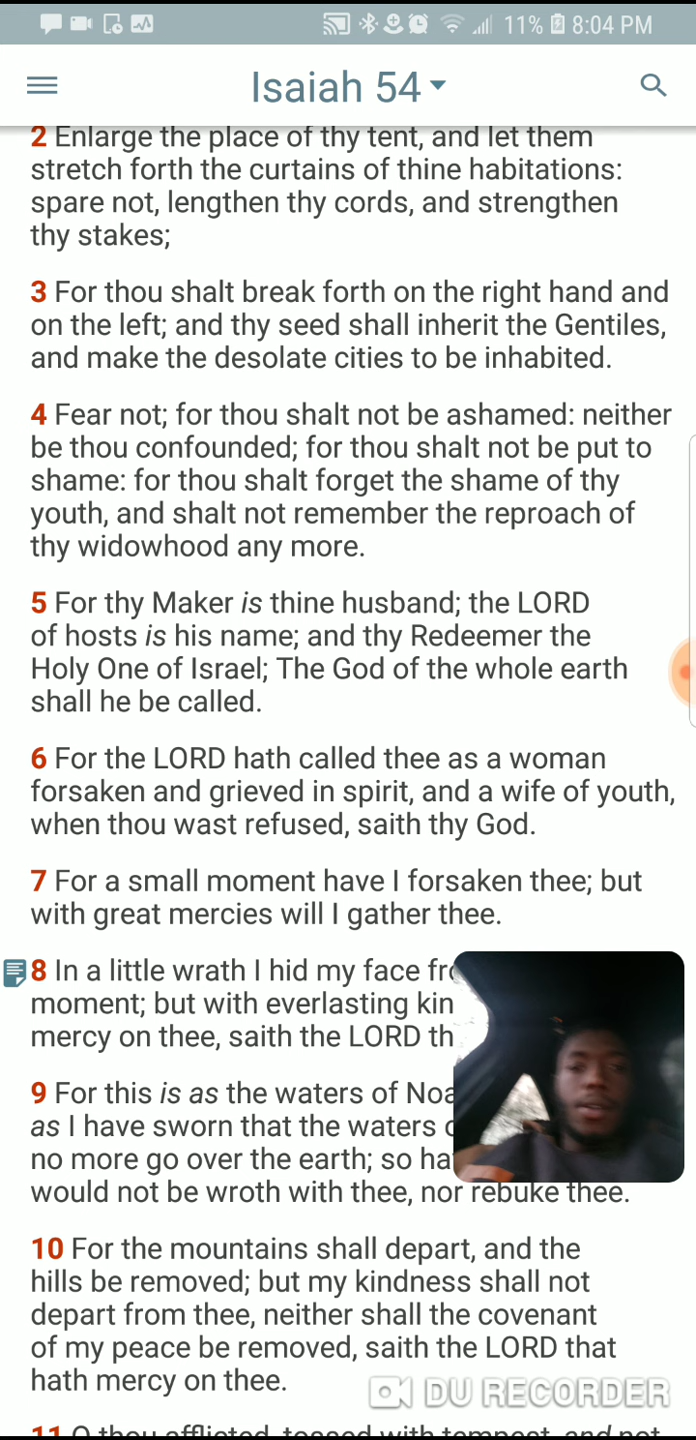 11% 8:04 PM
Isaiah 54
2 Enlarge the place of thy tent, and let them
stretch forth the curtains of thine habitations:
spare not, lengthen thy cords, and strengthen
thy stakes;
3 For thou shalt break forth on the right hand and
on the left; and thy seed shall inherit the Gentiles,
and make the desolate cities to be inhabited.
4 Fear not; for thou shalt not be ashamed: neither
be thou confounded; for thou shalt not be put to
shame: for thou shalt forget the shame of thy
youth, and shalt not remember the reproach of
thy widowhood any more.
5 For thy Maker is thine husband; the LORD
of hosts is his name; and thy Redeemer the
Holy One of Israel; The God of the whole earth
shall he be called.
6 For the LORD hath called thee as a woman
forsaken and grieved in spirit, and a wife of youth,
when thou wast refused, saith thy God.
7 For a small moment have I forsaken thee; but
with great mercies will I gather thee.
8 In a little wrath I hid my face
moment; but with everlasting kin
mercy on thee, saith the LORD th
9 For this is as the waters of Noa
as I have sworn that the waters
no more go over the earth; so ha
would not be wroth with thee, nor rebuke thee.
10 For the mountains shall depart, and the
hills be removed; but my kindness shall not
depart from thee, neither shall the covenant
of my peace be removed, saith the LORD that
hath mercy on thee.
DU RECORDER
11 O thou afflicted, tossed with tempest, and not